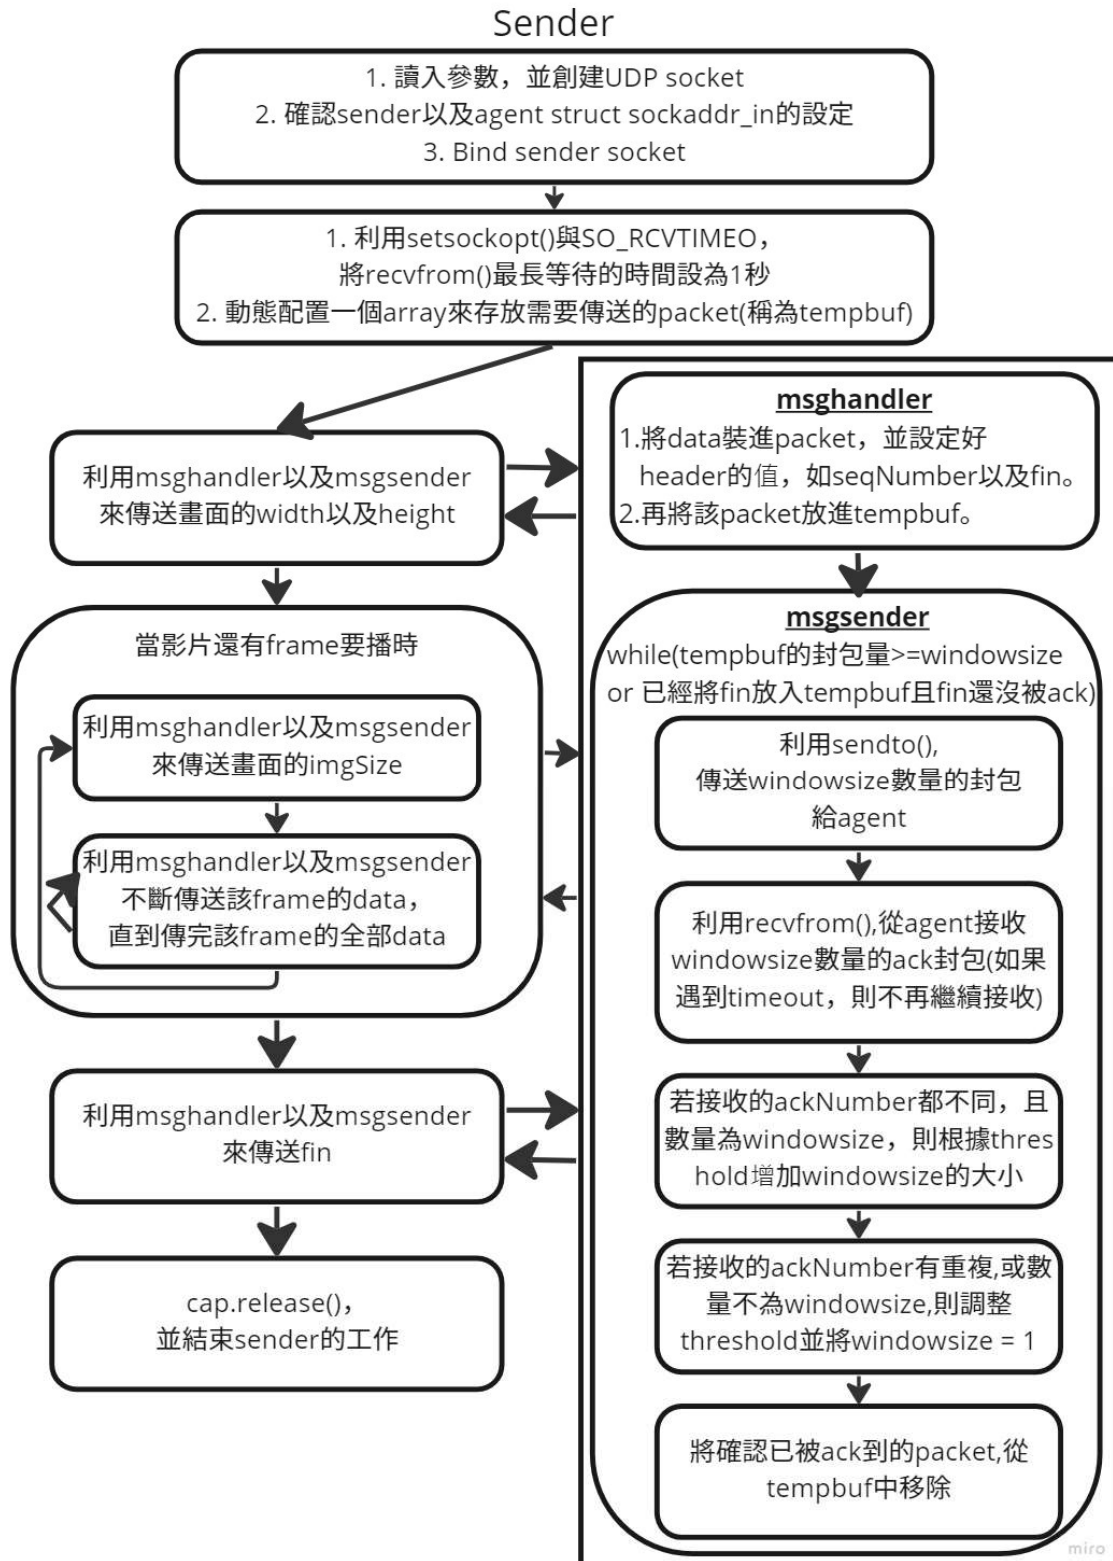 Sender
1. 讀入參數，並創建UDP socket
2. 確認sender以及agent struct sockaddr_in的設定
3. Bind sender socket
1. 利用setsockopt()與SO_RCVTIMEO，
將recvfrom()最長等待的時間設為1秒
2. 動態配置一個array來存放需要傳送的packet(稱為tempbuf)
利用msghandler以及msgsender
來傳送畫面的width以及height
當影片還有frame要播時
利用msghandler以及msgsender
來傳送畫面的imgSize
利用msghandler以及msgsender
不斷傳送該frame的data，
直到傳完該frame的全部data
利用msghandler以及msgsender
來傳送fin
cap.release()，
並結束sender的工作
msghandler
1.將data裝進packet，並設定好
header的值，如seqNumber以及fin。
2.再將該packet放進tempbuf。
msgsender
while(tempbuf的封包量>=windowsize
or 已經將fin放入tempbuf且fin還沒被ack)
利用sendto(),
傳送windowsize數量的封包
給agent
利用recvfrom(),從agent接收
windowsize數量的ack封包(如果
遇到timeout，則不再繼續接收)
若接收的ackNumber都不同，且
數量為windowsize，則根據thres
hold增加windowsize的大小
若接收的ackNumber有重複,或數
量不為windowsize,則調整
threshold並將windowsize = 1
將確認已被ack到的packet,從
tempbuf中移除
miro